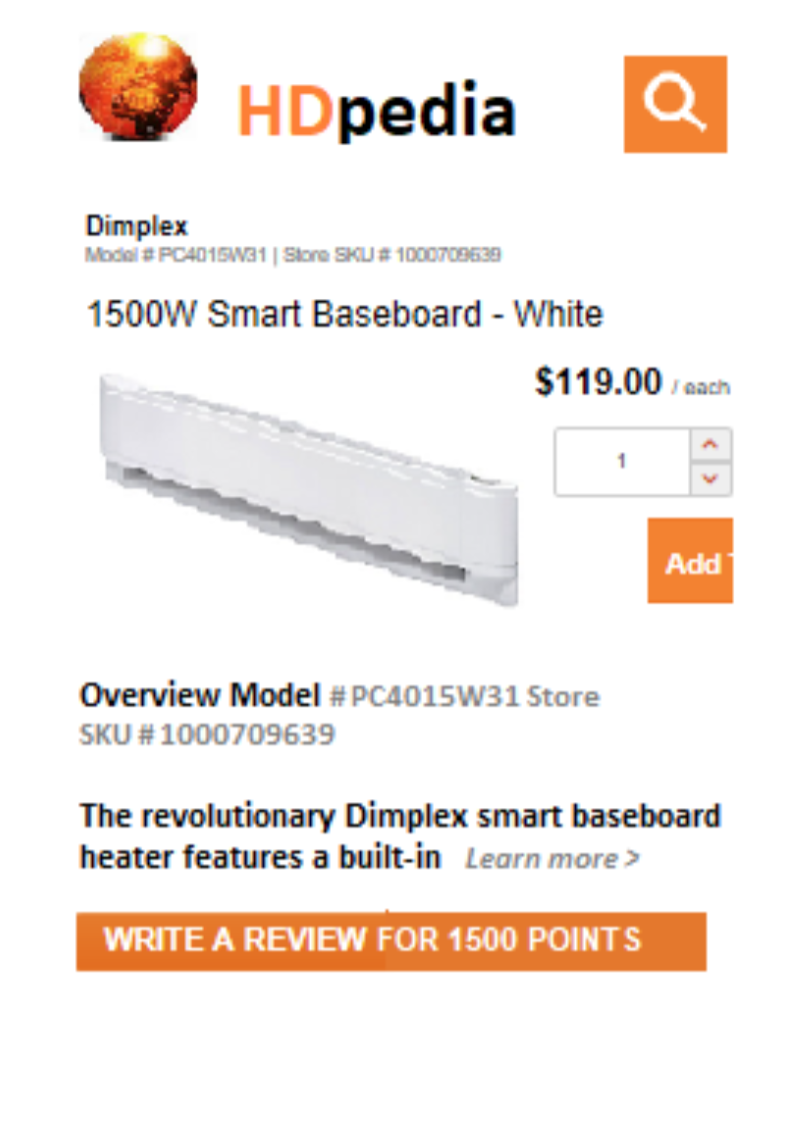 HDpedia
Dimplex
Model # PC4015W31 | Store SKU # 1000709639
1500W Smart Baseboard - White
$119.00 / each
1
Add
Overview Model #PC4015W31 Store
SKU #1000709639
The revolutionary Dimplex smart baseboard
heater features a built-in Learn more >
WRITE A REVIEW FOR 1500 POINTS